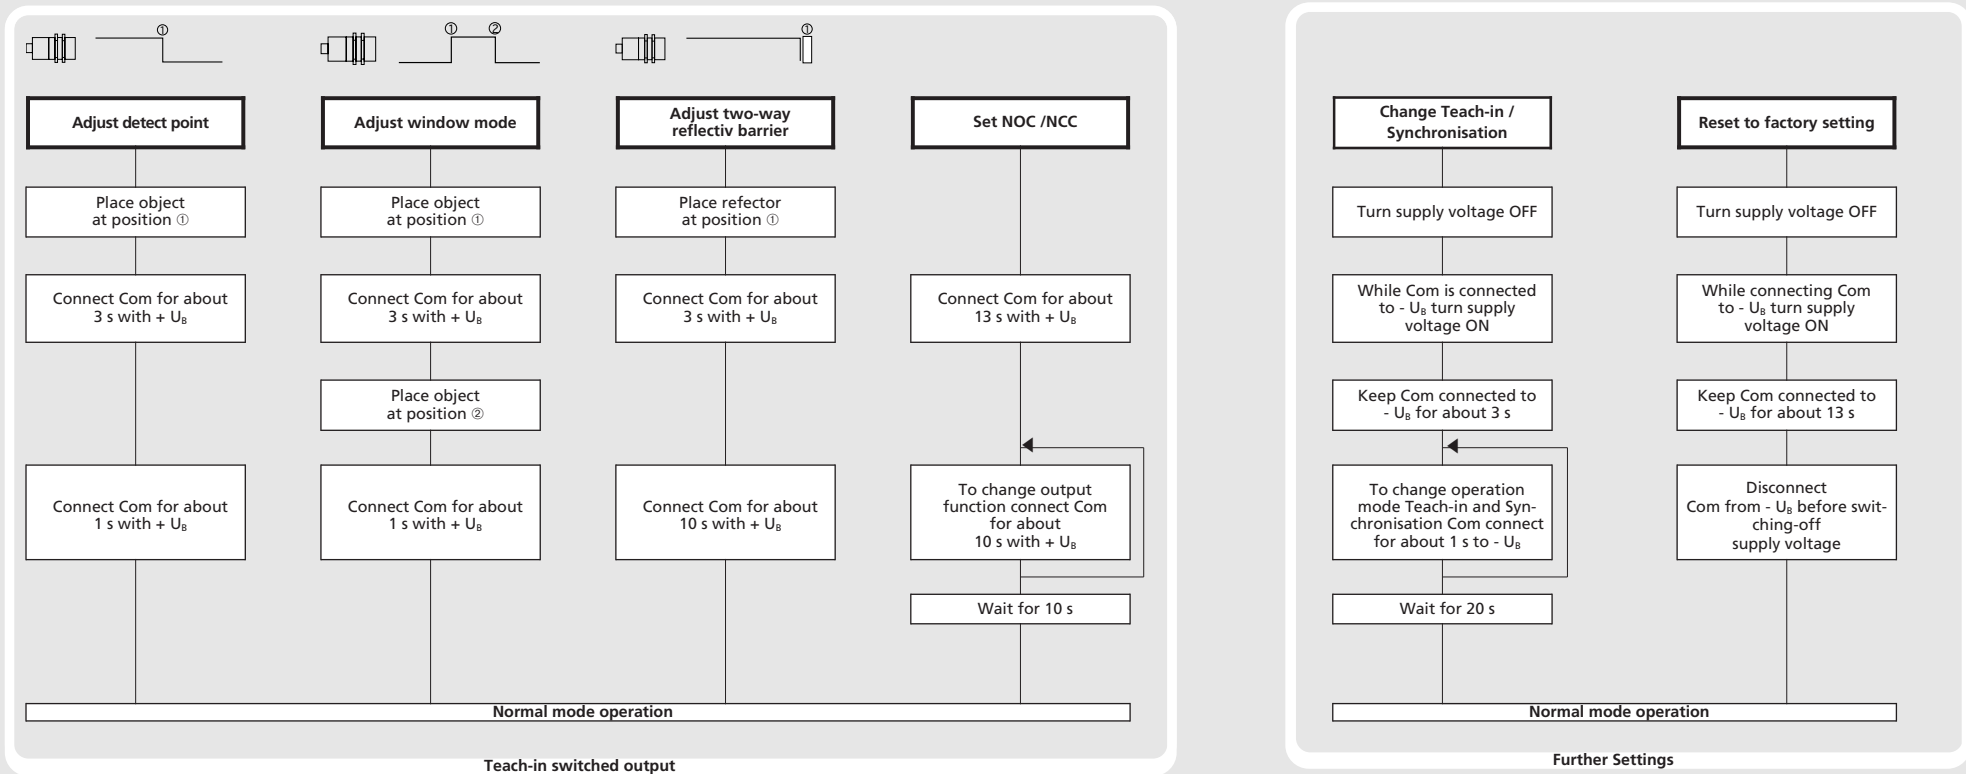 ①
① ②
①
Adjust detect point
Place object
at position ①
Connect Com for about
3 s with + UB
Connect Com for about
1 s with + UB
Adjust window mode
Place object
at position ①
Connect Com for about
3 s with + UB
Place object
at position ②
Connect Com for about
1 s with + UB
Adjust two-way
reflectiv barrier
Place refector
at position ①
Connect Com for about
3 s with + UB
Connect Com for about
10 s with + UB
Set NOC /NCC
Connect Com for about
13 s with + UB
To change output
function connect Com
for about
10 s with + UB
Wait for 10 s
Normal mode operation
Teach-in switched output
Change Teach-in /
Synchronisation
Turn supply voltage OFF
While Com is connected
to - UB turn supply
voltage ON
Keep Com connected to
- UB for about 3 s
To change operation
mode Teach-in and Syn-
chronisation Com connect
for about 1 s to - UB
Wait for 20 s
Reset to factory setting
Turn supply voltage OFF
While connecting Com
to - UB turn supply
voltage ON
Keep Com connected to
- UB for about 13 s
Disconnect
Com from - UB before swit-
ching-off
supply voltage
Normal mode operation
Further Settings